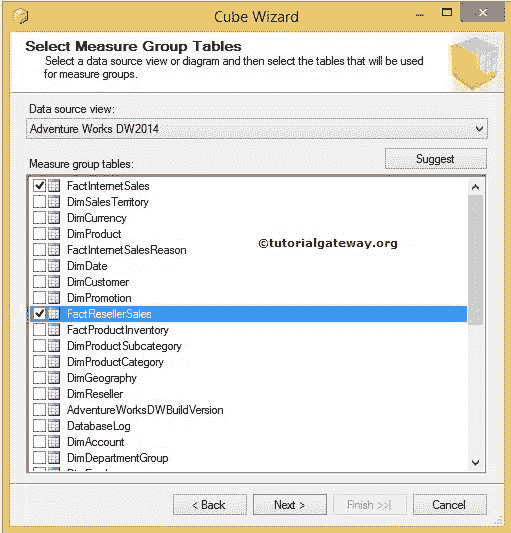 Cube Wizard
Select Measure Group Tables
Select a data source view or diagram and then select the tables that will be used
for measure groups.
Data source view:
Adventure Works DW2014
Measure group tables:
Suggest
FactInternetSales
DimSalesTerritory
DimCurrency
DimProduct
FactInternetSalesReason
©tutorialgateway.org
DimDate
DimCustomer
DimPromotion
FactResellerSales
FactProductInventory
DimProductSubcategory
DimProductCategory
DimGeography
DimReseller
AdventureWorksDWBuildVersion
DatabaseLog
DimAccount
DimDepartmentGroup
< Back
Next >
Finish >>|
Cancel